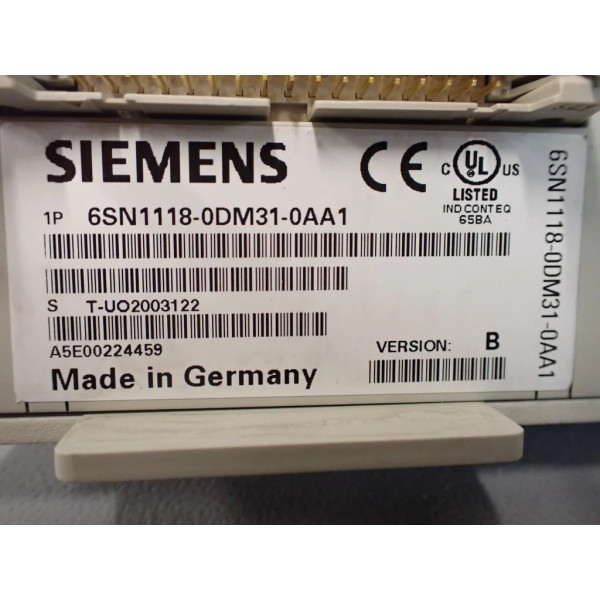 SIEMENS
CE
C UL US
LISTED
IND CONT EQ
65BA
1P 6SN1118-0DM31-0AA1
S T-UO2003122
A5E00224459
VERSION: B
Made in Germany
6SN1118-0DM31-0AA1